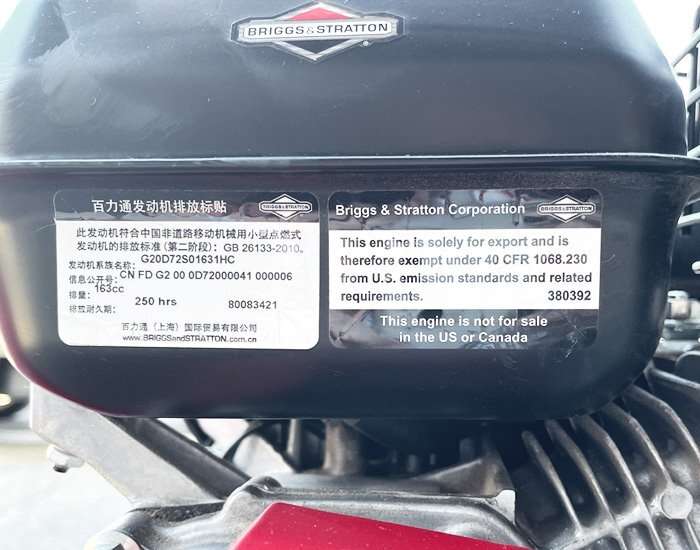 BRIGGS & STRATTON
百力通发动机排放标贴
BRIGGS & STRATTON
此发动机符合中国非道路移动机械用小型点燃式
发动机的排放标准（第二阶段）: GB 26133-2010。
发动机系族名称: G20D72S01631HC
信息公开号: CN FD G2 00 0D72000041 000006
排量: 163cc
排放耐久期: 250 hrs 80083421
百力通（上海）国际贸易有限公司
www.BRIGGSandSTRATTON.com.cn
Briggs & Stratton Corporation
BRIGGS & STRATTON
This engine is solely for export and is
therefore exempt under 40 CFR 1068.230
from U.S. emission standards and related
requirements. 380392
This engine is not for sale
in the US or Canada